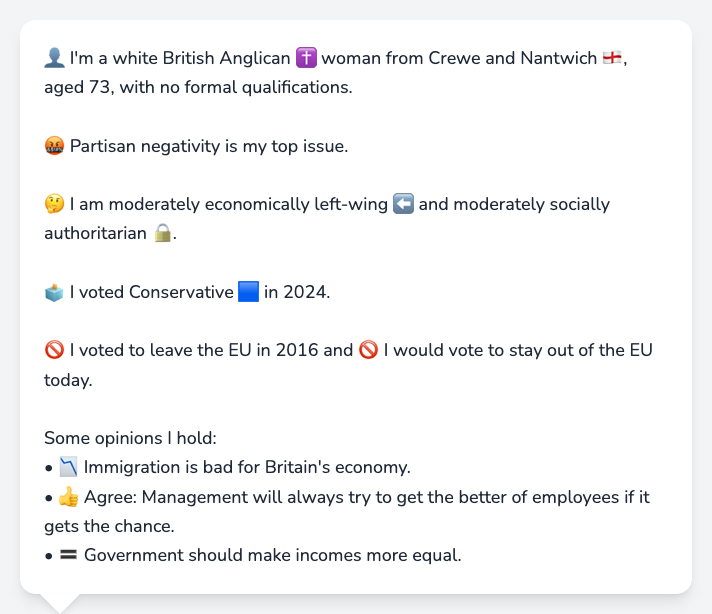 👤 I'm a white British Anglican ✝️ woman from Crewe and Nantwich 🏴󠁧󠁢󠁥󠁮󠁧󠁿,
aged 73, with no formal qualifications.
🤬 Partisan negativity is my top issue.
🤔 I am moderately economically left-wing ⬅️ and moderately socially
authoritarian 🔒.
🗳️ I voted Conservative 🟦 in 2024.
🚫 I voted to leave the EU in 2016 and 🚫 I would vote to stay out of the EU
today.
Some opinions I hold:
• 📉 Immigration is bad for Britain's economy.
• 👍 Agree: Management will always try to get the better of employees if it
gets the chance.
• 🟰 Government should make incomes more equal.